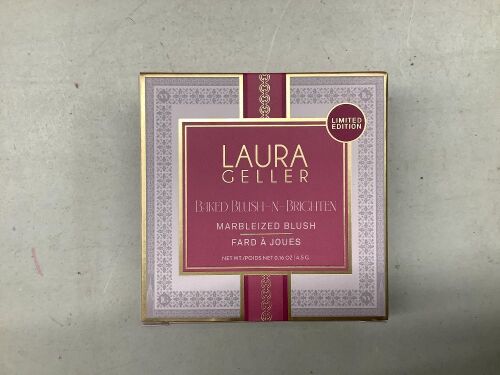 LIMITED
EDITION
LAURA
GELLER
BAKED BLUSH-N-BRIGHTEN
MARBLEIZED BLUSH
FARD À JOUES
NET WT./POIDS NET 0.16 OZ | 4.5 G